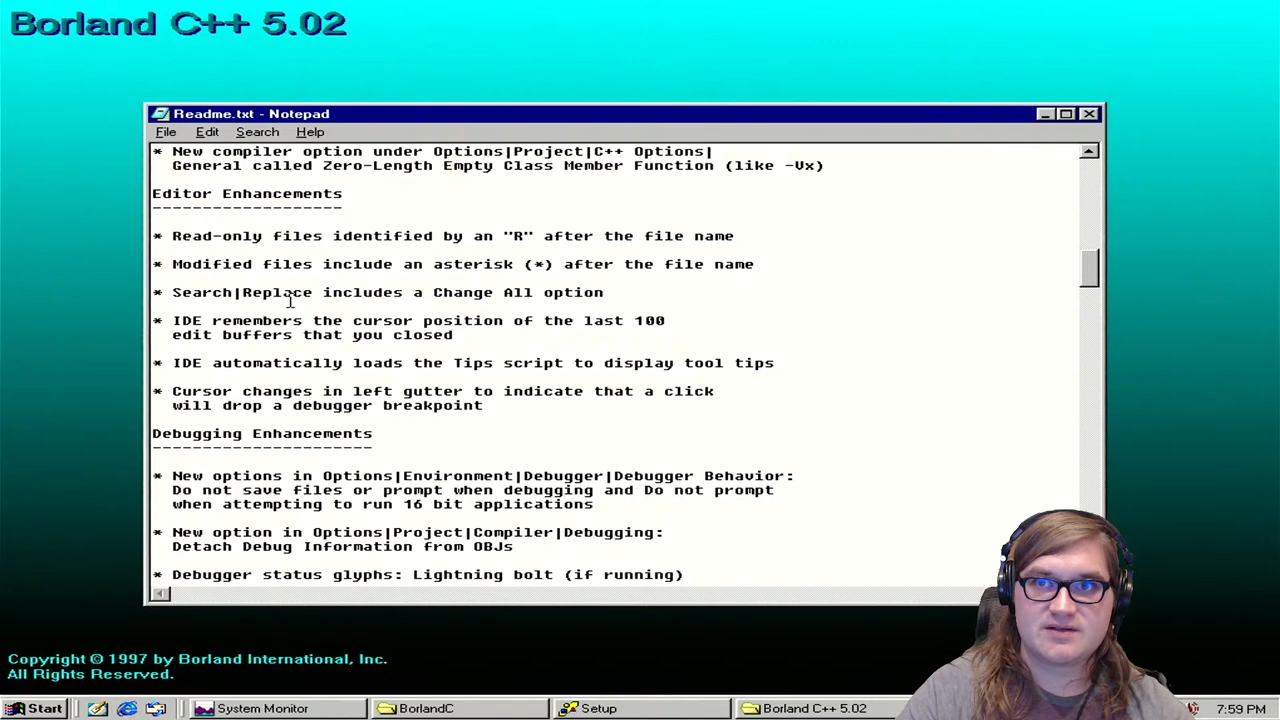 Borland C++ 5.02
Readme.txt - Notepad
File Edit Search Help
* New compiler option under Options|Project|C++ Options|
General called Zero-Length Empty Class Member Function (like -Vx)
Editor Enhancements
-------------------
* Read-only files identified by an "R" after the file name
* Modified files include an asterisk (*) after the file name
* Search|Replace includes a Change All option
* IDE remembers the cursor position of the last 100
edit buffers that you closed
* IDE automatically loads the Tips script to display tool tips
* Cursor changes in left gutter to indicate that a click
will drop a debugger breakpoint
Debugging Enhancements
----------------------
* New options in Options|Environment|Debugger|Debugger Behavior:
Do not save files or prompt when debugging and Do not prompt
when attempting to run 16 bit applications
* New option in Options|Project|Compiler|Debugging:
Detach Debug Information from OBJs
* Debugger status glyphs: Lightning bolt (if running)
Copyright © 1997 by Borland International, Inc.
All Rights Reserved.
Start System Monitor BorlandC Setup Borland C++ 5.02 7:59 PM